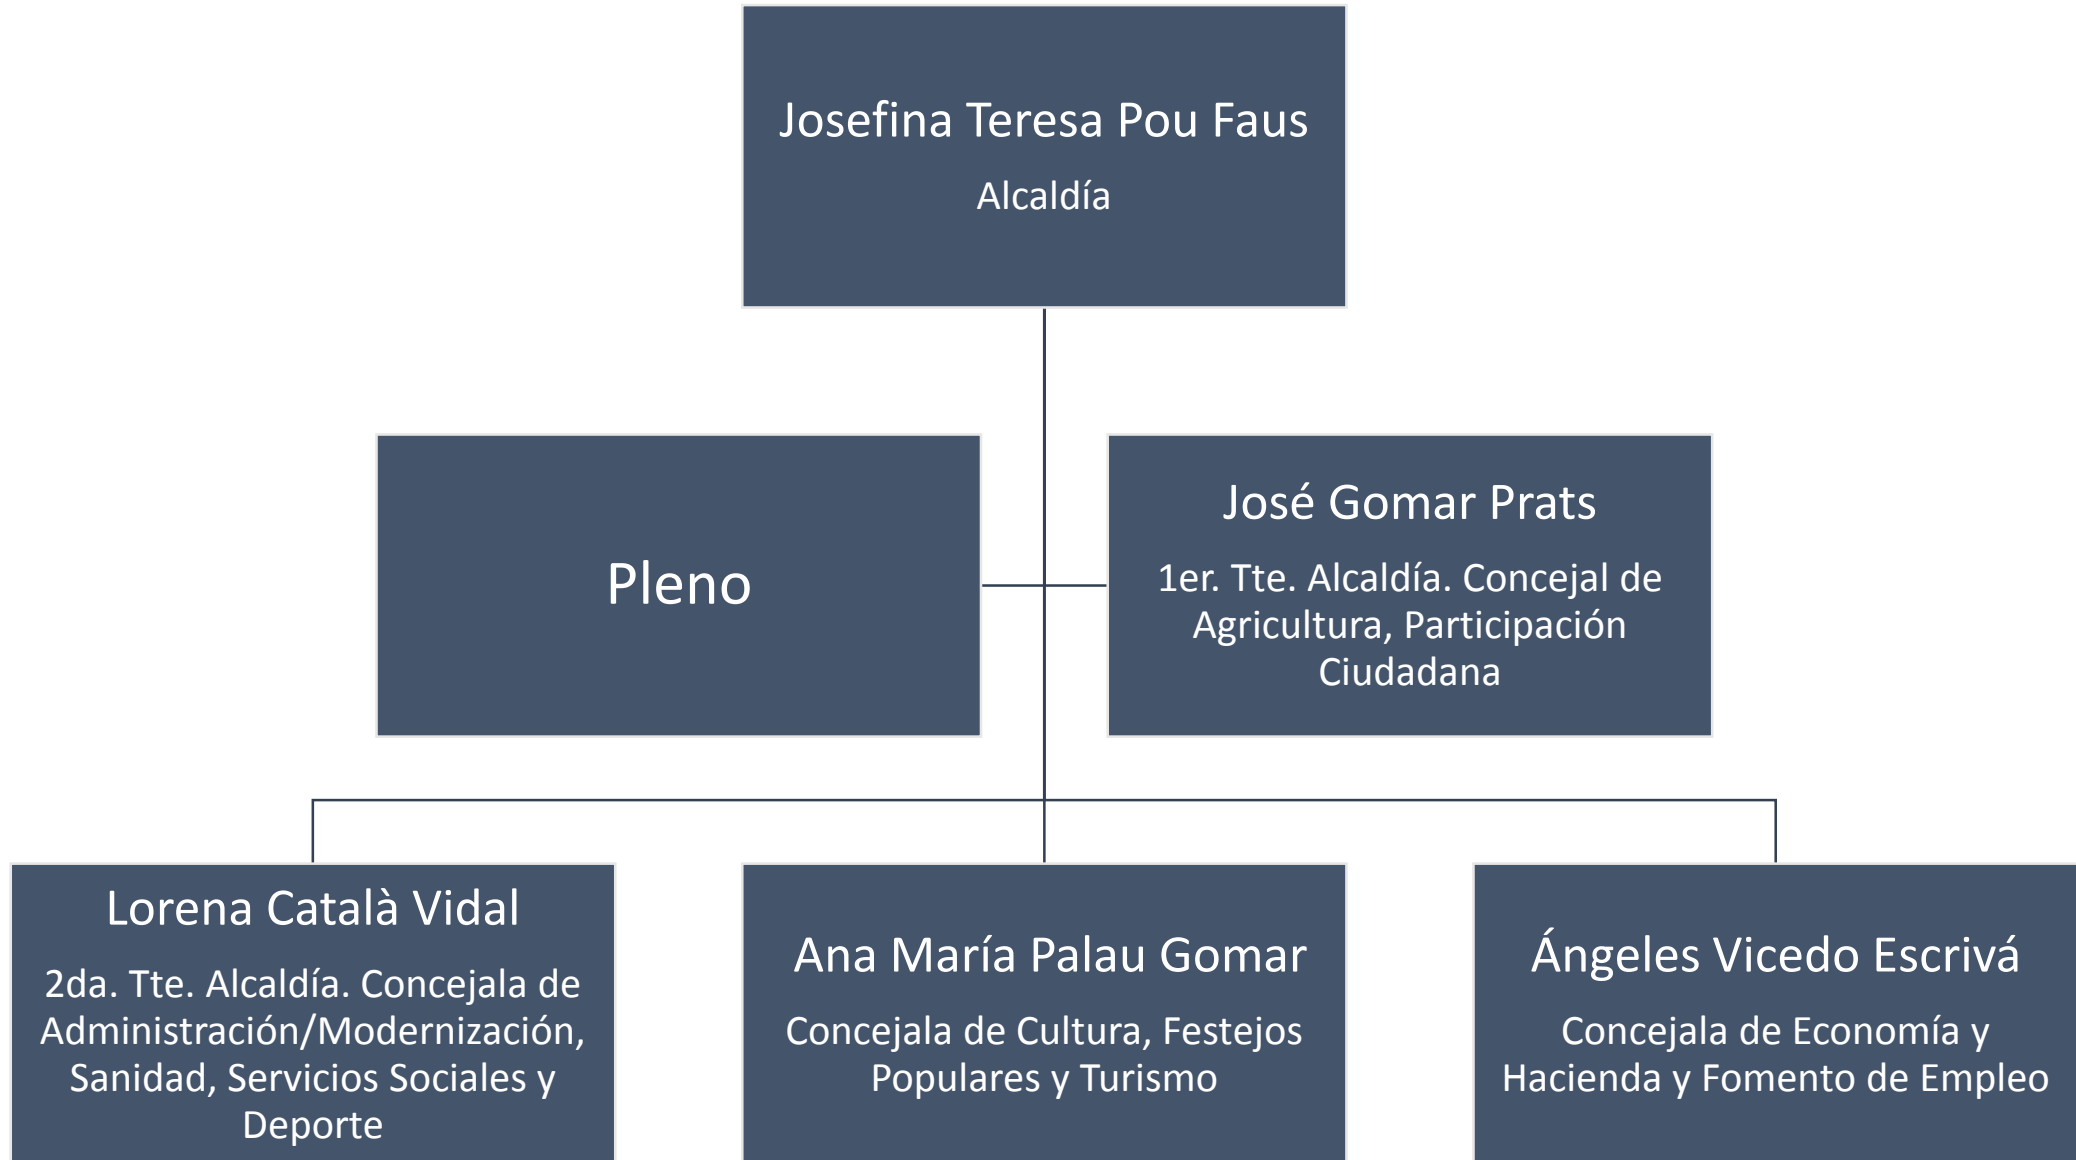 Josefina Teresa Pou Faus
Alcaldía
Pleno
José Gomar Prats
1er. Tte. Alcaldía. Concejal de
Agricultura, Participación
Ciudadana
Lorena Català Vidal
2da. Tte. Alcaldía. Concejala de
Administración/Modernización,
Sanidad, Servicios Sociales y
Deporte
Ana María Palau Gomar
Concejala de Cultura, Festejos
Populares y Turismo
Ángeles Vicedo Escrivá
Concejala de Economía y
Hacienda y Fomento de Empleo